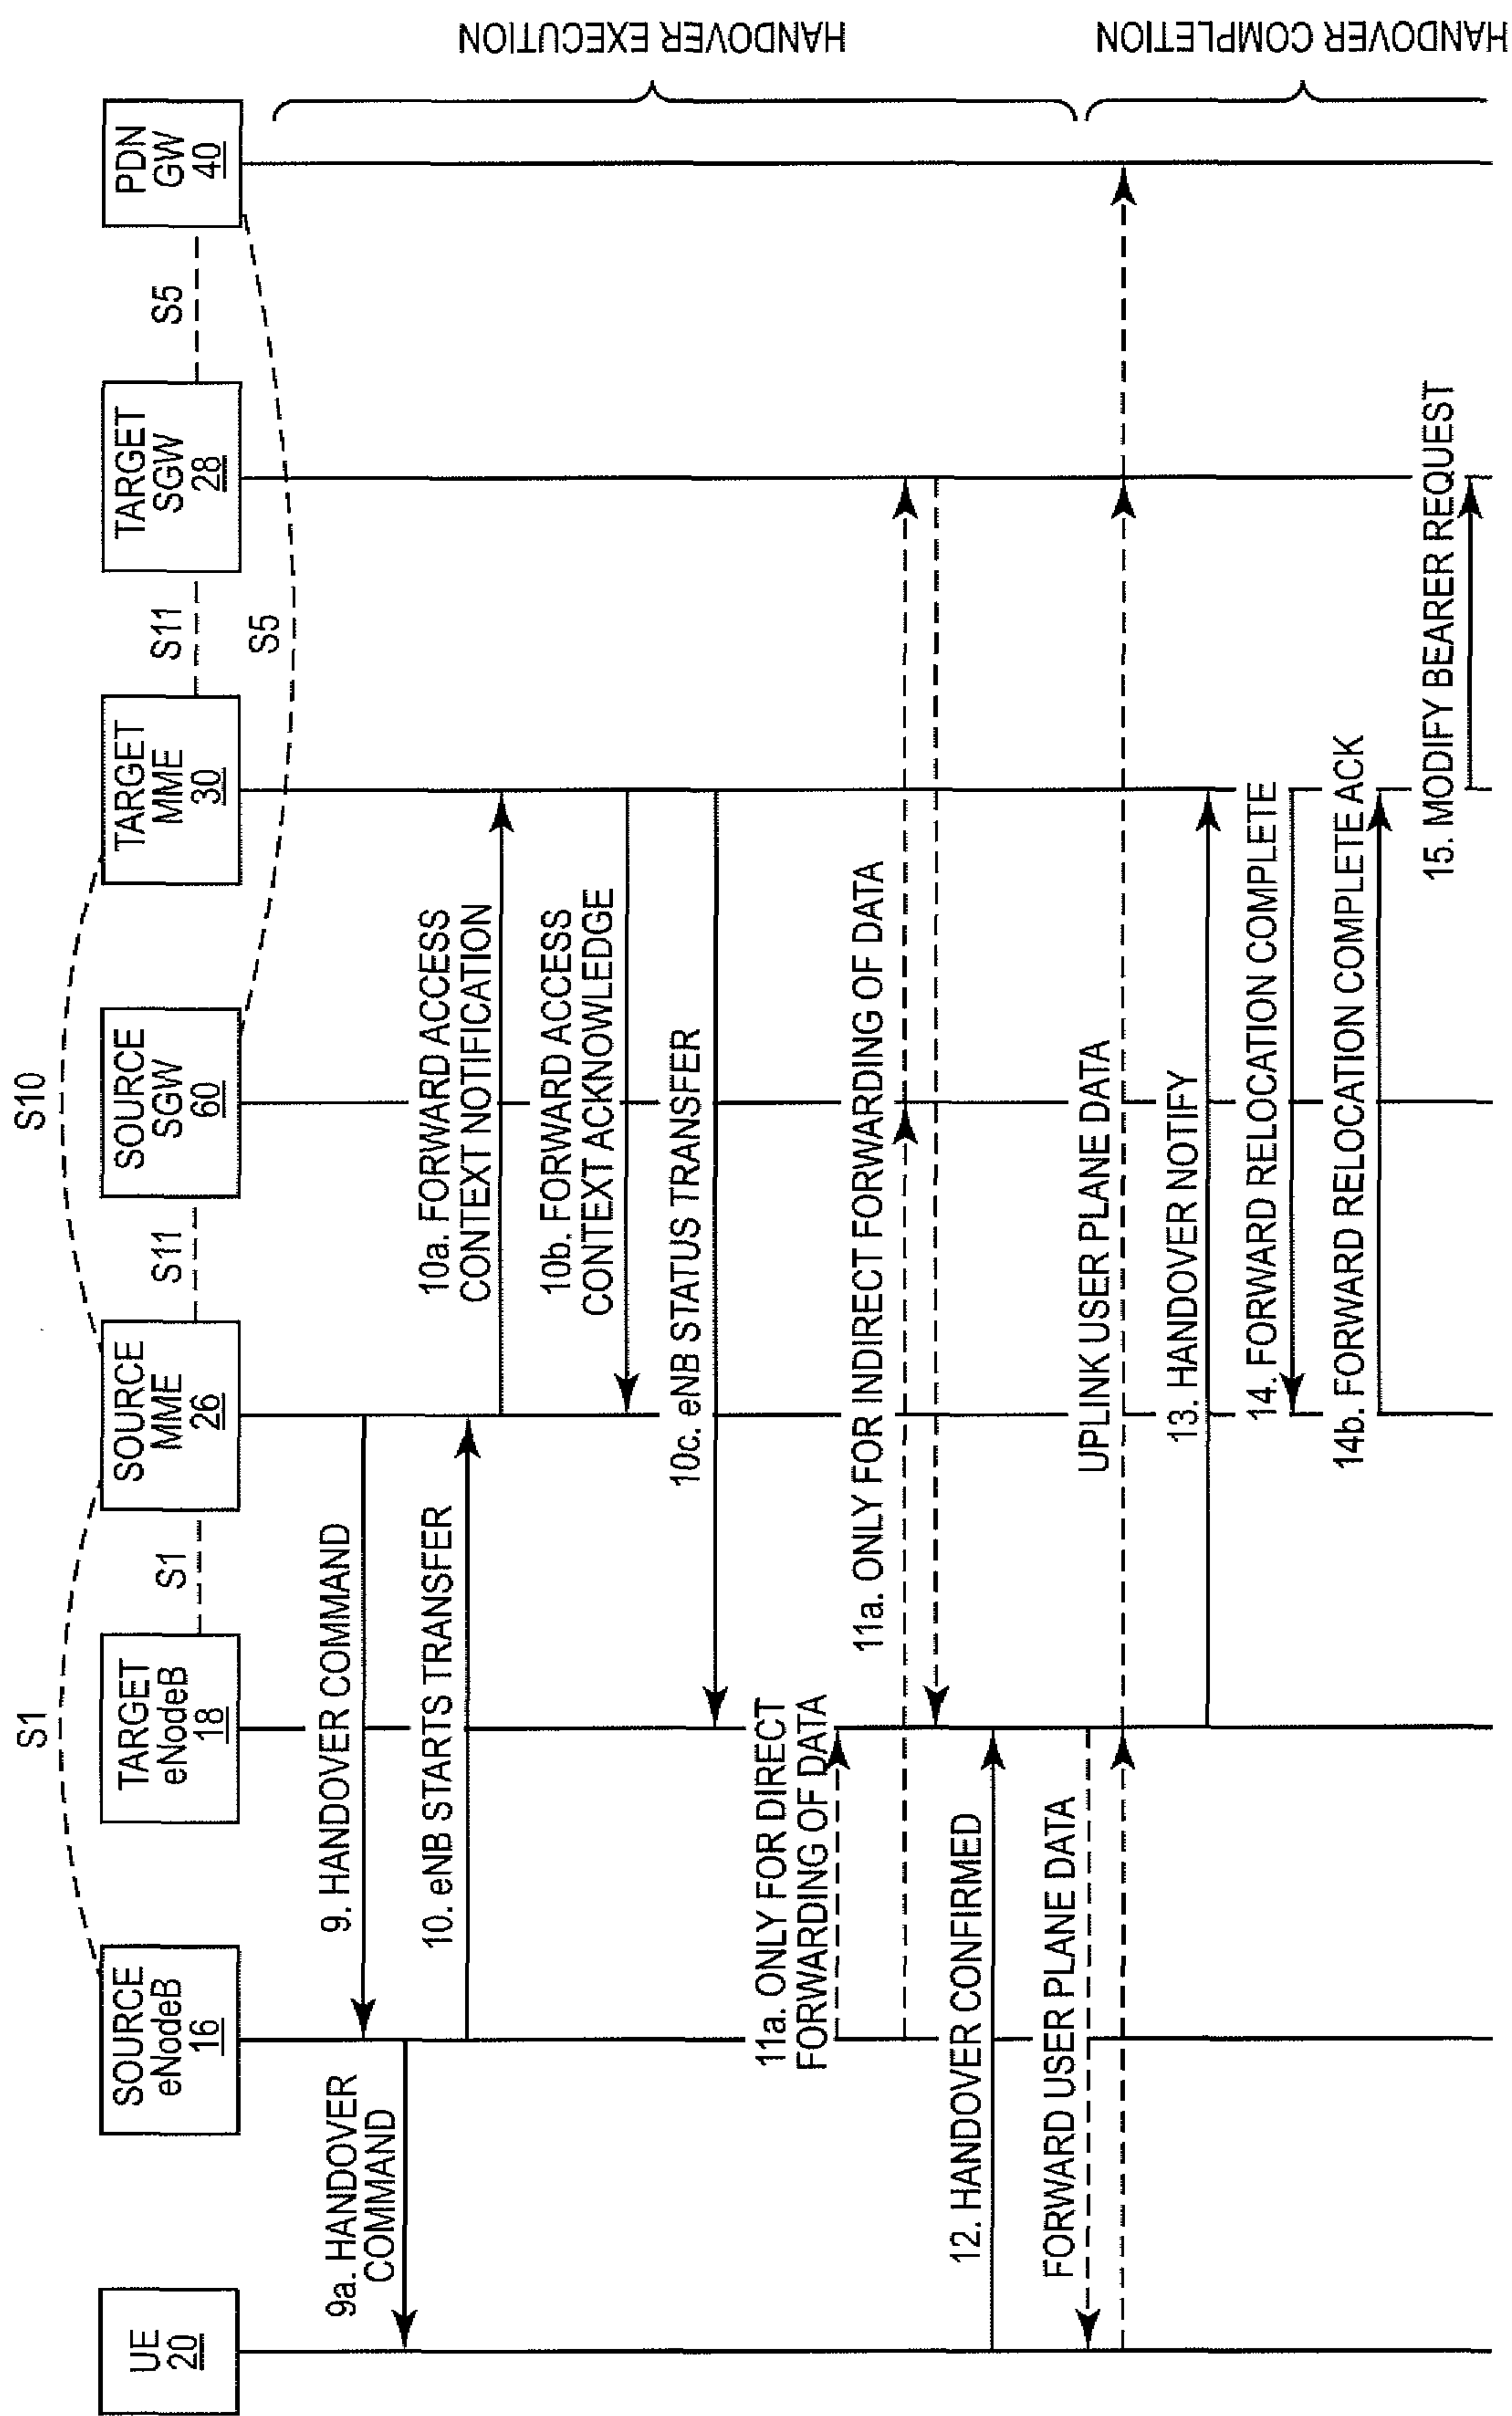 S1
S10
UE
20
SOURCE
eNodeB
16
TARGET
eNodeB
18
S1
SOURCE
MME
26
S11
SOURCE
SGW
60
TARGET
MME
30
S11
TARGET
SGW
28
S5
PDN
GW
40
S5
9. HANDOVER COMMAND
9a. HANDOVER
COMMAND
10. eNB STARTS TRANSFER
10a. FORWARD ACCESS
CONTEXT NOTIFICATION
10b. FORWARD ACCESS
CONTEXT ACKNOWLEDGE
10c. eNB STATUS TRANSFER
11a. ONLY FOR DIRECT
FORWARDING OF DATA
11a. ONLY FOR INDIRECT FORWARDING OF DATA
12. HANDOVER CONFIRMED
FORWARD USER PLANE DATA
UPLINK USER PLANE DATA
13. HANDOVER NOTIFY
14. FORWARD RELOCATION COMPLETE
14b. FORWARD RELOCATION COMPLETE ACK
15. MODIFY BEARER REQUEST
HANDOVER EXECUTION
HANDOVER COMPLETION